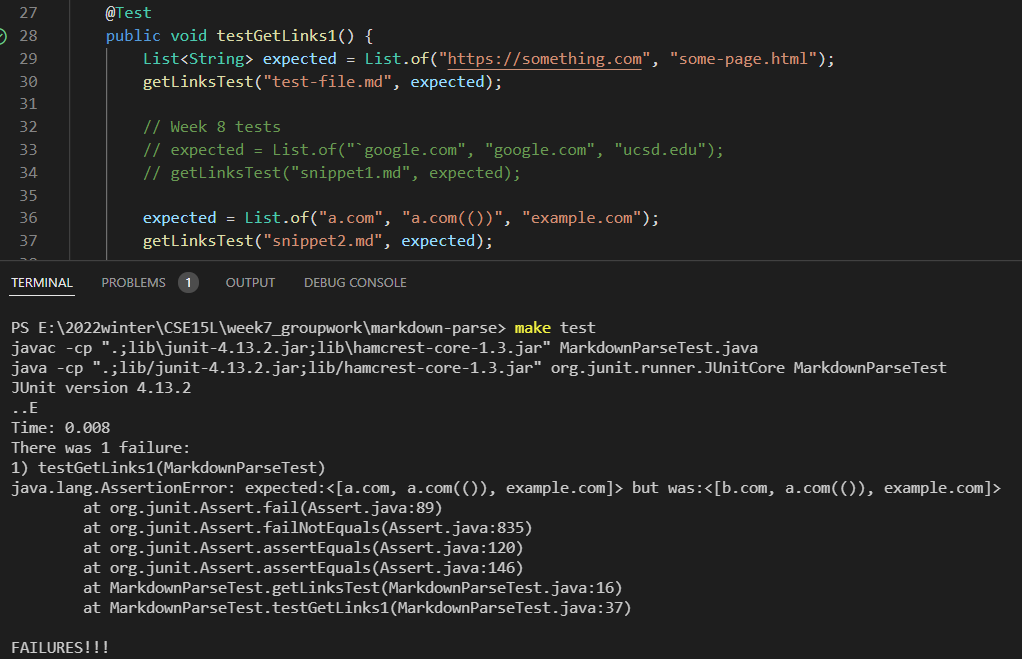 27 @Test
28 public void testGetLinks1() {
29 List<String> expected = List.of("https://something.com", "some-page.html");
30 getLinksTest("test-file.md", expected);
31
32 // Week 8 tests
33 // expected = List.of("`google.com", "google.com", "ucsd.edu");
34 // getLinksTest("snippet1.md", expected);
35
36 expected = List.of("a.com", "a.com(())", "example.com");
37 getLinksTest("snippet2.md", expected);
TERMINAL PROBLEMS 1 OUTPUT DEBUG CONSOLE
PS E:\2022winter\CSE15L\week7_groupwork\markdown-parse> make test
javac -cp ".;lib\junit-4.13.2.jar;lib\hamcrest-core-1.3.jar" MarkdownParseTest.java
java -cp ".;lib/junit-4.13.2.jar;lib/hamcrest-core-1.3.jar" org.junit.runner.JUnitCore MarkdownParseTest
JUnit version 4.13.2
..E
Time: 0.008
There was 1 failure:
1) testGetLinks1(MarkdownParseTest)
java.lang.AssertionError: expected:<[a.com, a.com(()), example.com]> but was:<[b.com, a.com(()), example.com]>
at org.junit.Assert.fail(Assert.java:89)
at org.junit.Assert.failNotEquals(Assert.java:835)
at org.junit.Assert.assertEquals(Assert.java:120)
at org.junit.Assert.assertEquals(Assert.java:146)
at MarkdownParseTest.getLinksTest(MarkdownParseTest.java:16)
at MarkdownParseTest.testGetLinks1(MarkdownParseTest.java:37)
FAILURES!!!